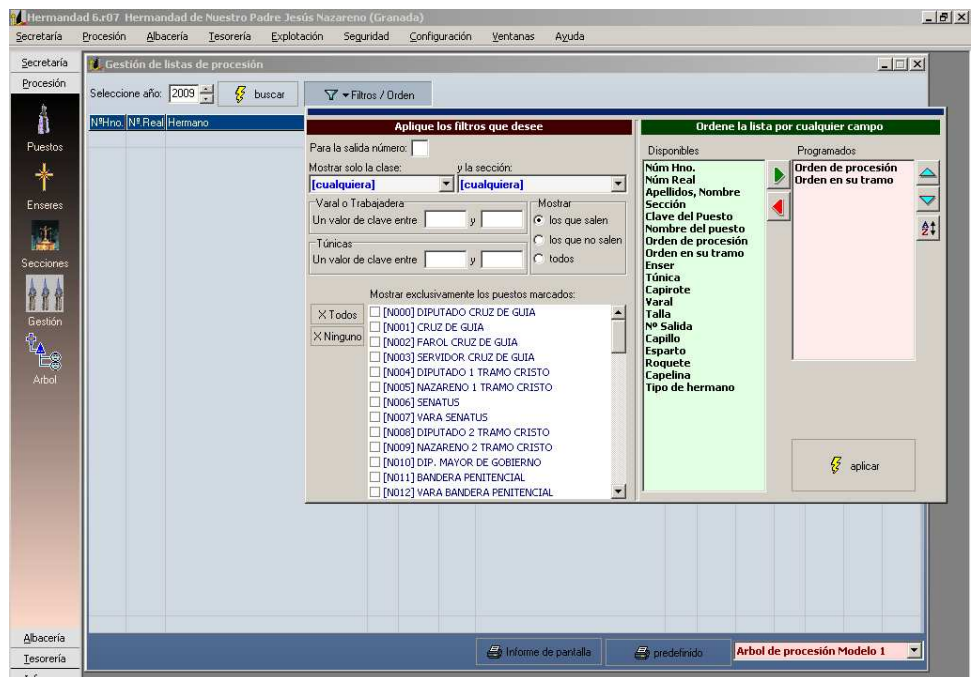 Hermandad 6.r07 Hermandad de Nuestro Padre Jesús Nazareno (Granada)
Secretaría Procesión Albacería Tesorería Explotación Seguridad Configuración Ventanas Ayuda
Secretaría
Procesión
Puestos
Enseres
Secciones
Gestión
Arbol
Albacería
Tesorería
Gestión de listas de procesión
Seleccione año: 2009 buscar Filtros / Orden
NºHno. Nº Real Hermano
Aplique los filtros que desee
Para la salida número:
Mostrar solo la clase: y la sección:
[cualquiera] [cualquiera]
Varal o Trabajadera
Un valor de clave entre y
Túnicas
Un valor de clave entre y
Mostrar
los que salen
los que no salen
todos
Mostrar exclusivamente los puestos marcados:
X Todos
X Ninguno
[N000] DIPUTADO CRUZ DE GUIA
[N001] CRUZ DE GUIA
[N002] FAROL CRUZ DE GUIA
[N003] SERVIDOR CRUZ DE GUIA
[N004] DIPUTADO 1 TRAMO CRISTO
[N005] NAZARENO 1 TRAMO CRISTO
[N006] SENATUS
[N007] VARA SENATUS
[N008] DIPUTADO 2 TRAMO CRISTO
[N009] NAZARENO 2 TRAMO CRISTO
[N010] DIP. MAYOR DE GOBIERNO
[N011] BANDERA PENITENCIAL
[N012] VARA BANDERA PENITENCIAL
Ordene la lista por cualquier campo
Disponibles
Núm Hno.
Núm Real
Apellidos, Nombre
Sección
Clave del Puesto
Nombre del puesto
Orden de procesión
Orden en su tramo
Enser
Túnica
Capirote
Varal
Talla
Nº Salida
Capillo
Esparto
Roquete
Capelina
Tipo de hermano
Programados
Orden de procesión
Orden en su tramo
aplicar
Informe de pantalla predefinido Arbol de procesión Modelo 1